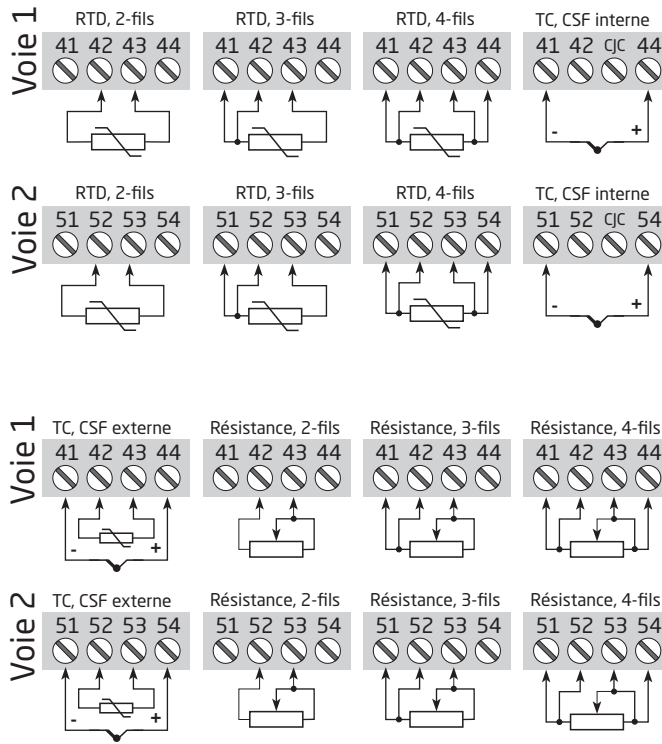 Voie 1
RTD, 2-fils
41 42 43 44
RTD, 3-fils
41 42 43 44
RTD, 4-fils
41 42 43 44
TC, CSF interne
41 42 CJC 44
- +
Voie 2
RTD, 2-fils
51 52 53 54
RTD, 3-fils
51 52 53 54
RTD, 4-fils
51 52 53 54
TC, CSF interne
51 52 CJC 54
- +
Voie 1
TC, CSF externe
41 42 43 44
- +
Résistance, 2-fils
41 42 43 44
Résistance, 3-fils
41 42 43 44
Résistance, 4-fils
41 42 43 44
Voie 2
TC, CSF externe
51 52 53 54
- +
Résistance, 2-fils
51 52 53 54
Résistance, 3-fils
51 52 53 54
Résistance, 4-fils
51 52 53 54